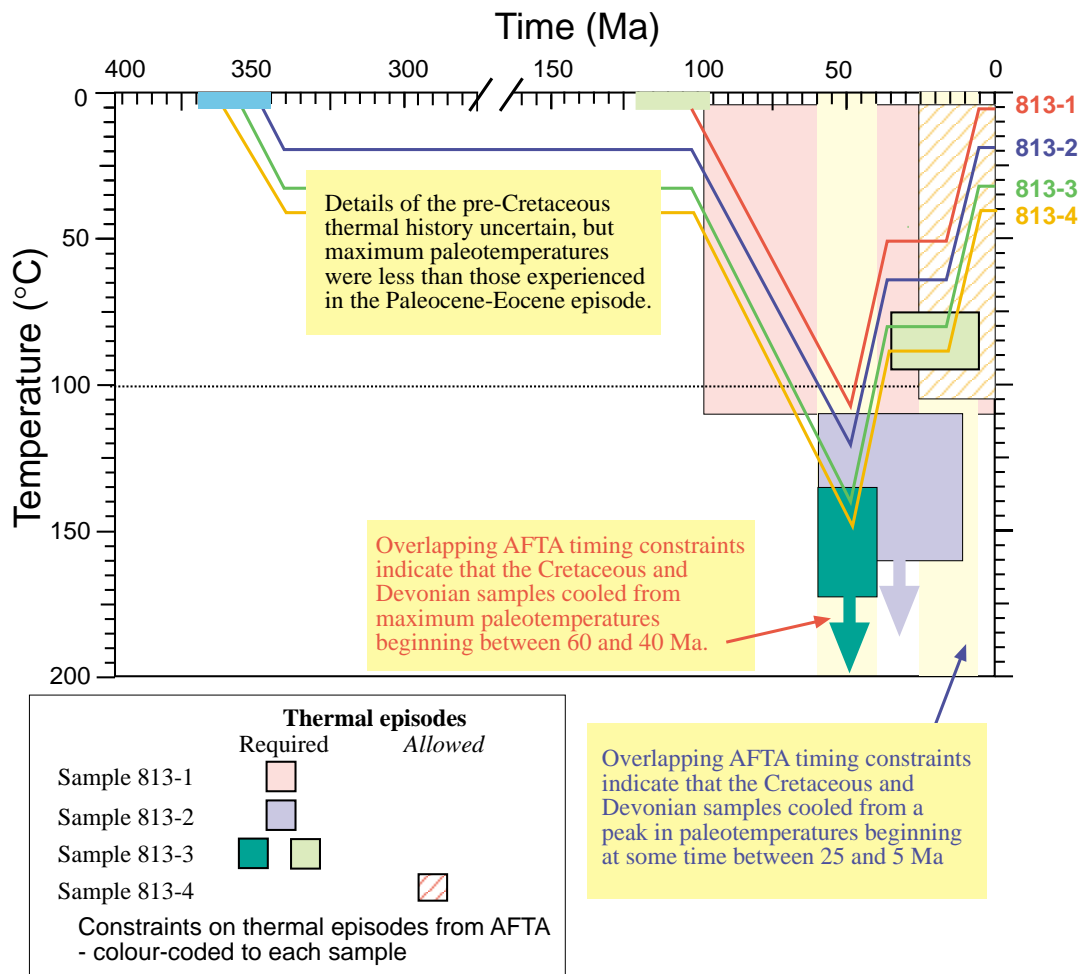 Time (Ma)
400 350 300 150 100 50 0
0
50
100
150
200
Temperature (°C)
813-1
813-2
813-3
813-4
Details of the pre-Cretaceous
thermal history uncertain, but
maximum paleotemperatures
were less than those experienced
in the Paleocene-Eocene episode.
Overlapping AFTA timing constraints
indicate that the Cretaceous and
Devonian samples cooled from
maximum paleotemperatures
beginning between 60 and 40 Ma.
Overlapping AFTA timing constraints
indicate that the Cretaceous and
Devonian samples cooled from a
peak in paleotemperatures beginning
at some time between 25 and 5 Ma
Thermal episodes
Required Allowed
Sample 813-1
Sample 813-2
Sample 813-3
Sample 813-4
Constraints on thermal episodes from AFTA
- colour-coded to each sample